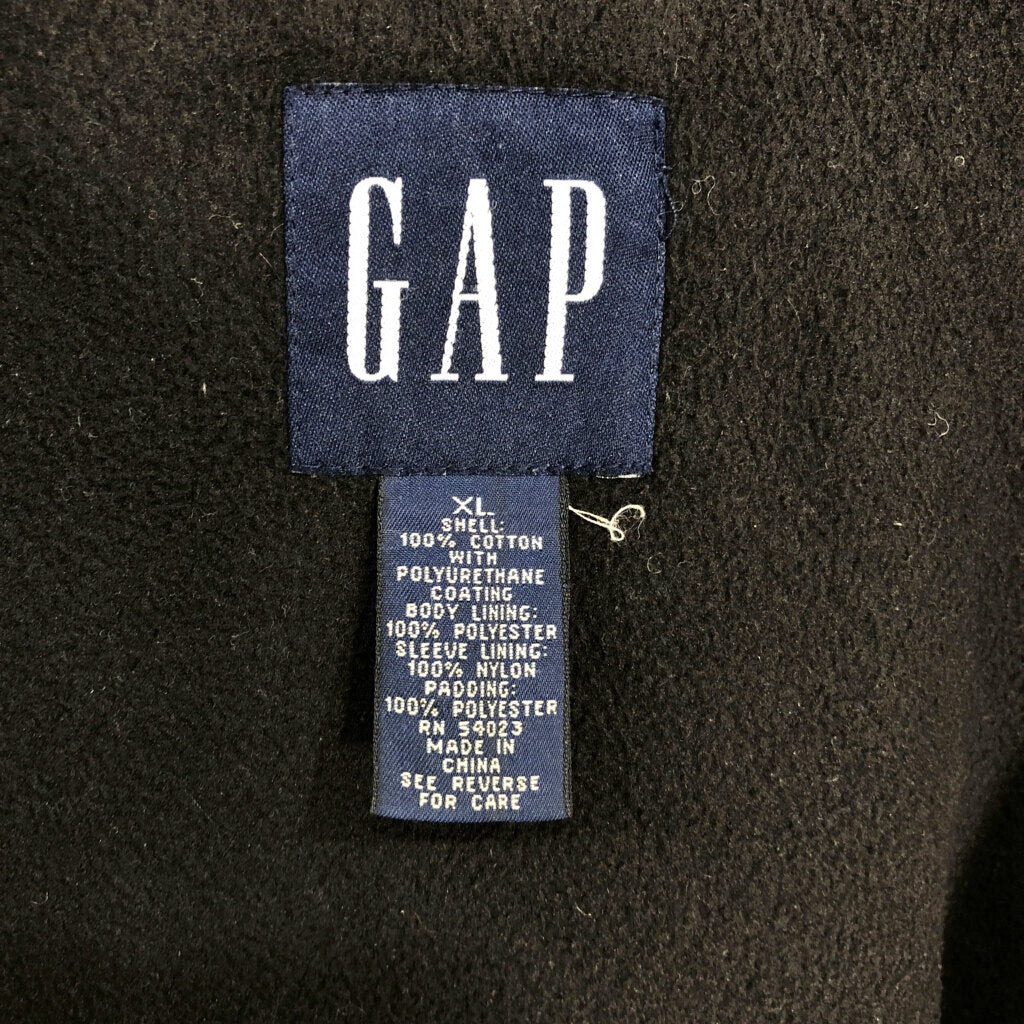 GAP
XL
SHELL:
100% COTTON
WITH
POLYURETHANE
COATING
BODY LINING:
100% POLYESTER
SLEEVE LINING:
100% NYLON
PADDING:
100% POLYESTER
RN 54023
MADE IN
CHINA
SEE REVERSE
FOR CARE